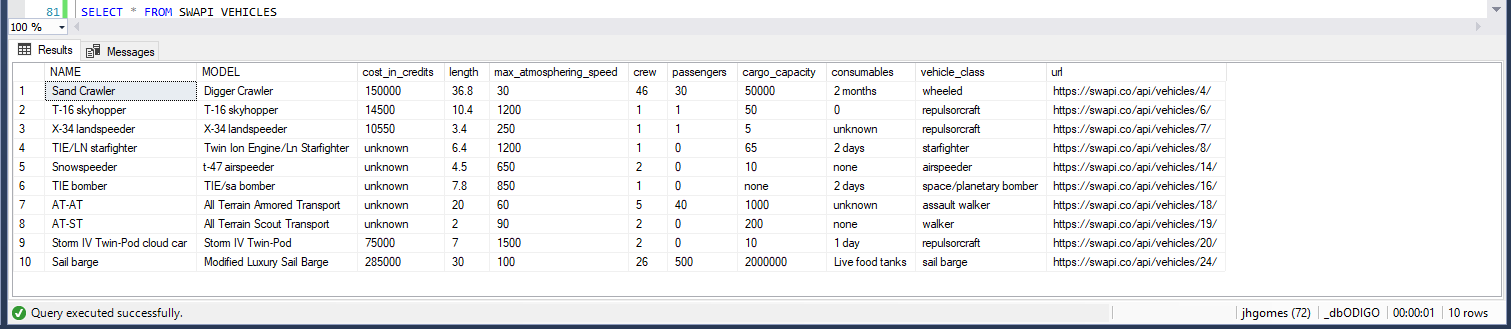 81 SELECT * FROM SWAPI_VEHICLES
100 %
Results Messages
NAME MODEL cost_in_credits length max_atmosphering_speed crew passengers cargo_capacity consumables vehicle_class url
1 Sand Crawler Digger Crawler 150000 36.8 30 46 30 50000 2 months wheeled https://swapi.co/api/vehicles/4/
2 T-16 skyhopper T-16 skyhopper 14500 10.4 1200 1 1 50 0 repulsorcraft https://swapi.co/api/vehicles/6/
3 X-34 landspeeder X-34 landspeeder 10550 3.4 250 1 1 5 unknown repulsorcraft https://swapi.co/api/vehicles/7/
4 TIE/LN starfighter Twin Ion Engine/Ln Starfighter unknown 6.4 1200 1 0 65 2 days starfighter https://swapi.co/api/vehicles/8/
5 Snowspeeder t-47 airspeeder unknown 4.5 650 2 0 10 none airspeeder https://swapi.co/api/vehicles/14/
6 TIE bomber TIE/sa bomber unknown 7.8 850 1 0 none 2 days space/planetary bomber https://swapi.co/api/vehicles/16/
7 AT-AT All Terrain Armored Transport unknown 20 60 5 40 1000 unknown assault walker https://swapi.co/api/vehicles/18/
8 AT-ST All Terrain Scout Transport unknown 2 90 2 0 200 none walker https://swapi.co/api/vehicles/19/
9 Storm IV Twin-Pod cloud car Storm IV Twin-Pod 75000 7 1500 2 0 10 1 day repulsorcraft https://swapi.co/api/vehicles/20/
10 Sail barge Modified Luxury Sail Barge 285000 30 100 26 500 2000000 Live food tanks sail barge https://swapi.co/api/vehicles/24/
Query executed successfully. jhgomes (72) _dbODIGO 00:00:01 10 rows